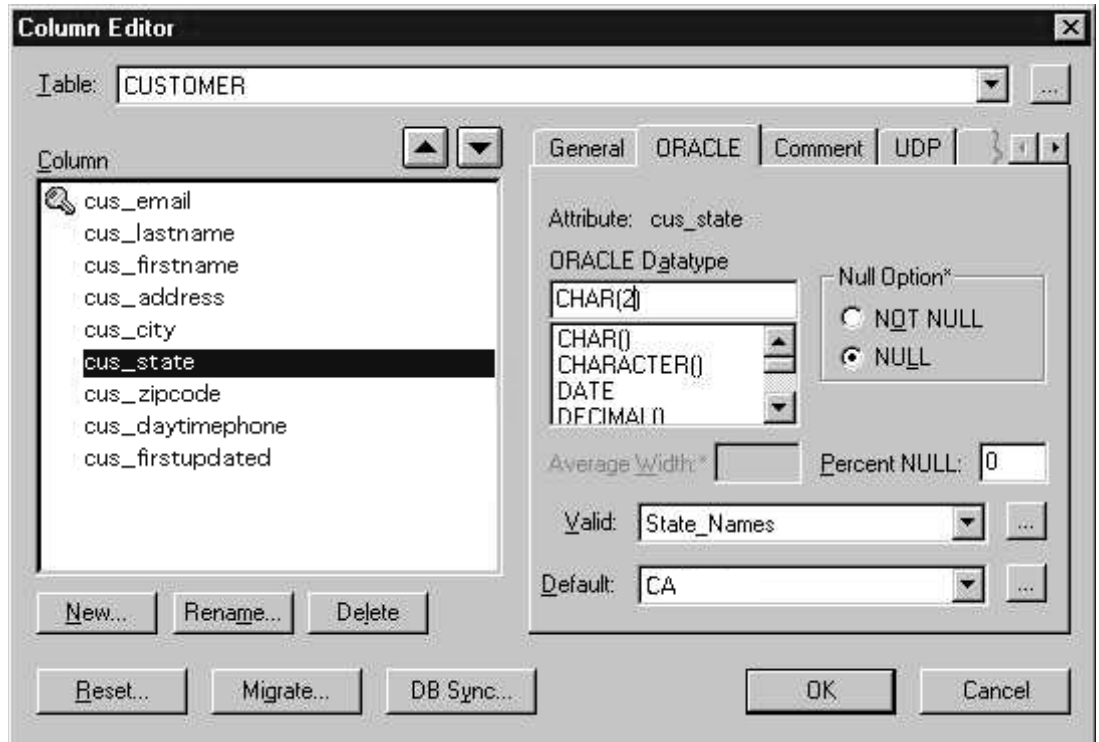 Column Editor
Table: CUSTOMER
...
Column
cus_email
cus_lastname
cus_firstname
cus_address
cus_city
cus_state
cus_zipcode
cus_daytimephone
cus_firstupdated
New... Rename... Delete
General ORACLE Comment UDP
Attribute: cus_state
ORACLE Datatype
CHAR(2)
CHAR()
CHARACTER()
DATE
DECIMAL()
Null Option*
NOT NULL
NULL
Average Width:* Percent NULL: 0
Valid: State_Names ...
Default: CA ...
Reset... Migrate... DB Sync... OK Cancel